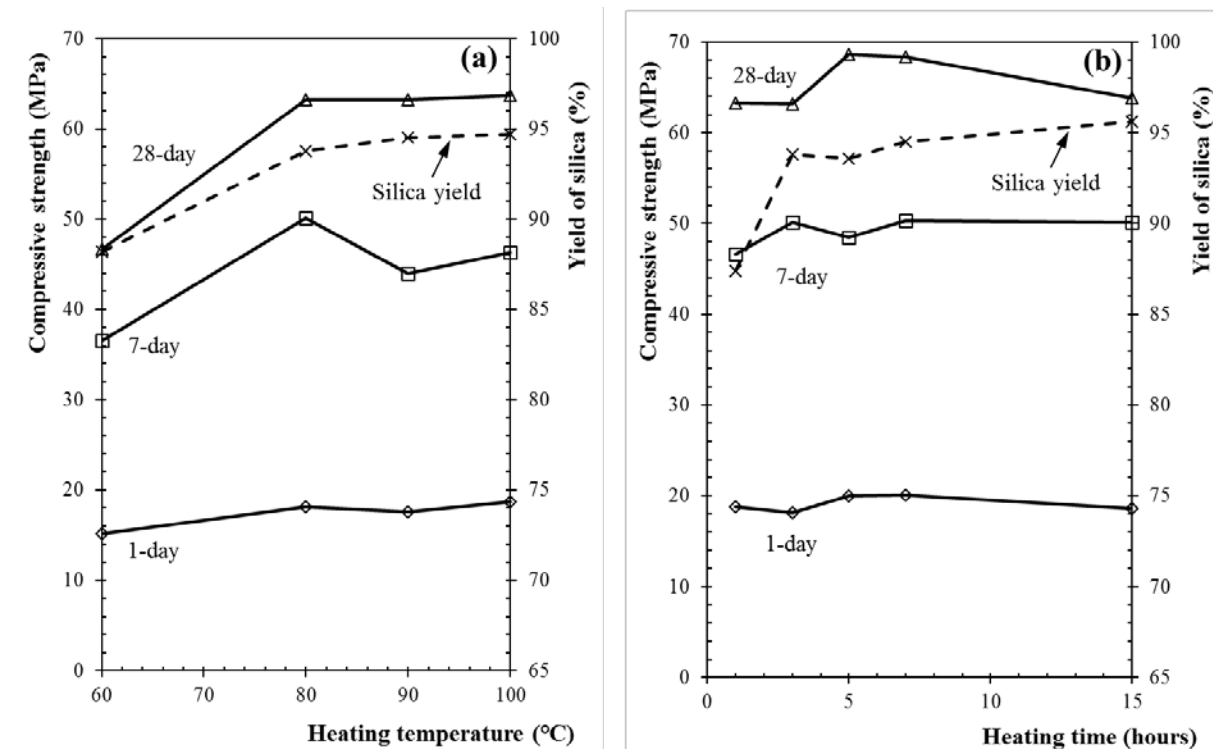 (a)
Compressive strength (MPa)
70
60
50
40
30
20
10
0
100
95
90
85
80
75
70
65
Yield of silica (%)
28-day
Silica yield
7-day
1-day
60
70
80
90
100
Heating temperature (°C)
(b)
Compressive strength (MPa)
70
60
50
40
30
20
10
0
100
95
90
85
80
75
70
65
Yield of silica (%)
28-day
Silica yield
7-day
1-day
0
5
10
15
Heating time (hours)